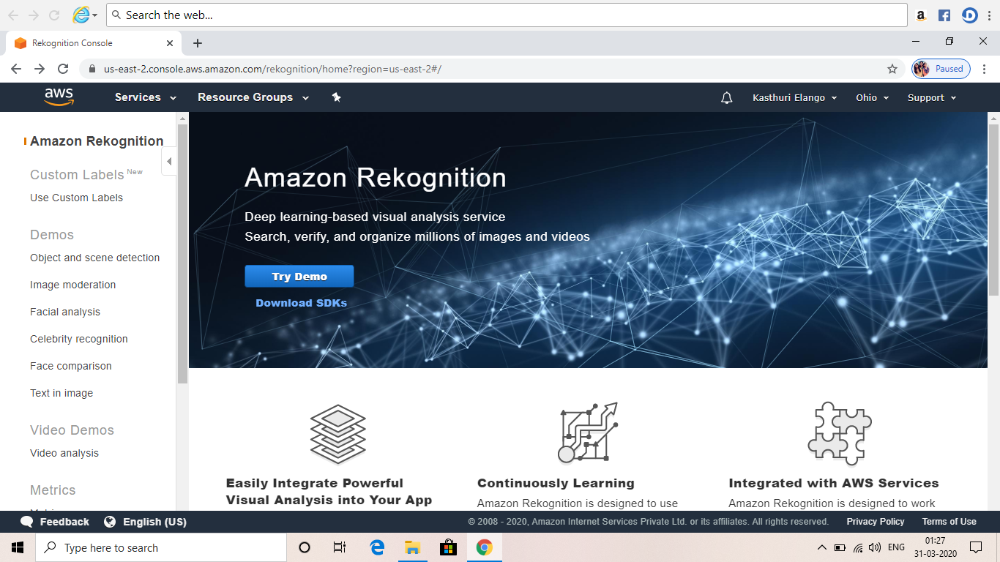 Search the web...
Rekognition Console
us-east-2.console.aws.amazon.com/rekognition/home?region=us-east-2#/
Paused
aws
Services
Resource Groups
Kasthuri Elango
Ohio
Support
Amazon Rekognition
Custom Labels New
Use Custom Labels
Demos
Object and scene detection
Image moderation
Facial analysis
Celebrity recognition
Face comparison
Text in image
Video Demos
Video analysis
Metrics
Amazon Rekognition
Deep learning-based visual analysis service
Search, verify, and organize millions of images and videos
Try Demo
Download SDKs
Easily Integrate Powerful
Visual Analysis into Your App
Continuously Learning
Amazon Rekognition is designed to use
Integrated with AWS Services
Amazon Rekognition is designed to work
Feedback
English (US)
© 2008 - 2020, Amazon Internet Services Private Ltd. or its affiliates. All rights reserved.
Privacy Policy
Terms of Use
Type here to search
ENG
01:27
31-03-2020